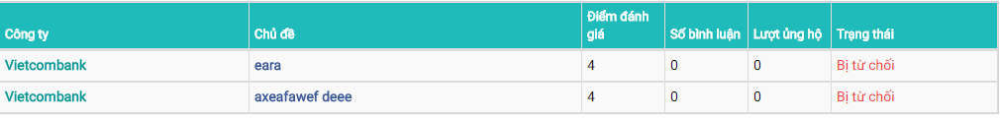 Công ty Chủ đề Điểm đánh giá Số bình luận Lượt ủng hộ Trạng thái
Vietcombank eara 4 0 0 Bị từ chối
Vietcombank axeafawef deee 4 0 0 Bị từ chối